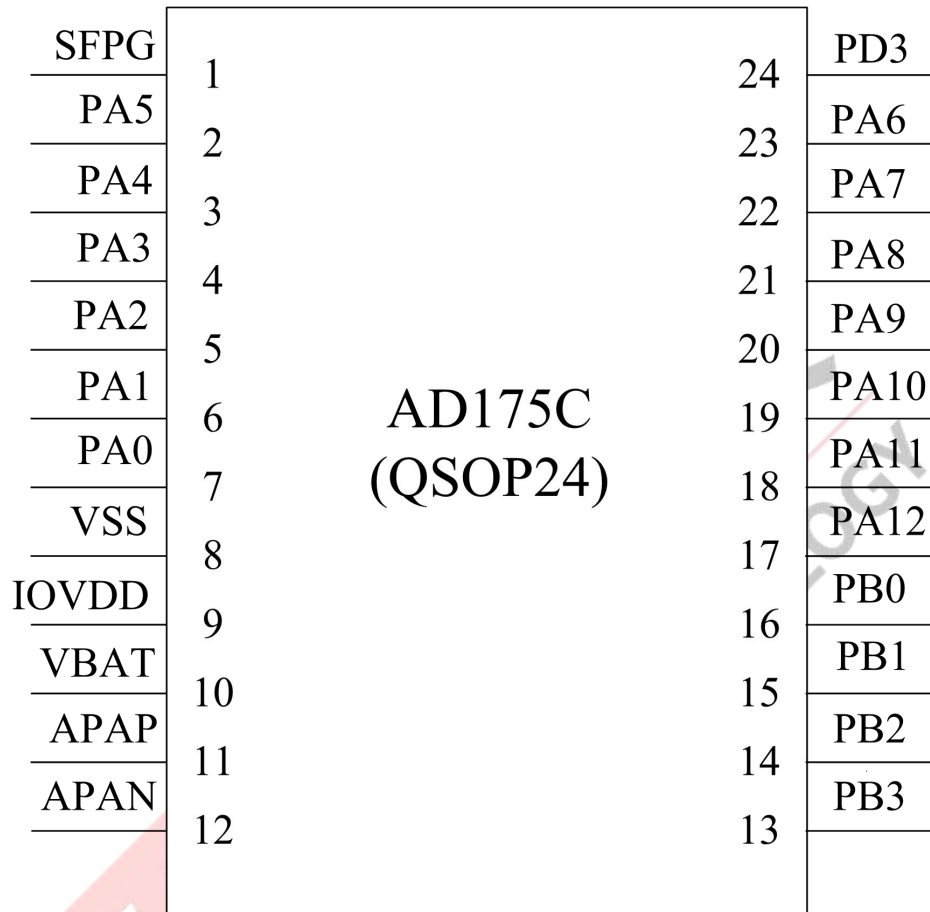 SFPG 1 24 PD3
PA5 2 23 PA6
PA4 3 22 PA7
PA3 4 21 PA8
PA2 5 20 PA9
PA1 6 19 PA10
AD175C
PA0 7 18 PA11
(QSOP24)
VSS 8 17 PA12
IOVDD 9 16 PB0
VBAT 10 15 PB1
APAP 11 14 PB2
APAN 12 13 PB3
OGY